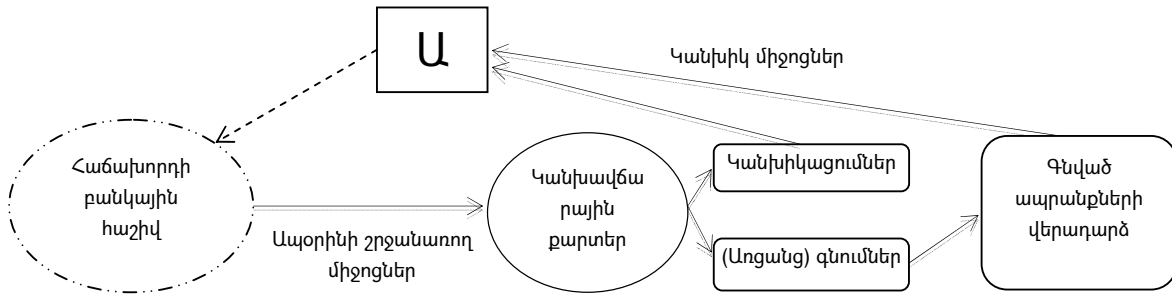 Ա
Կանխիկ միջոցներ
Հաճախորդի
բանկային
հաշիվ
Ապօրինի շրջանառող
միջոցներ
Կանխավճա
րային
քարտեր
Կանխիկացումներ
(Առցանց) գնումներ
Գնված
ապրանքների
վերադարձ